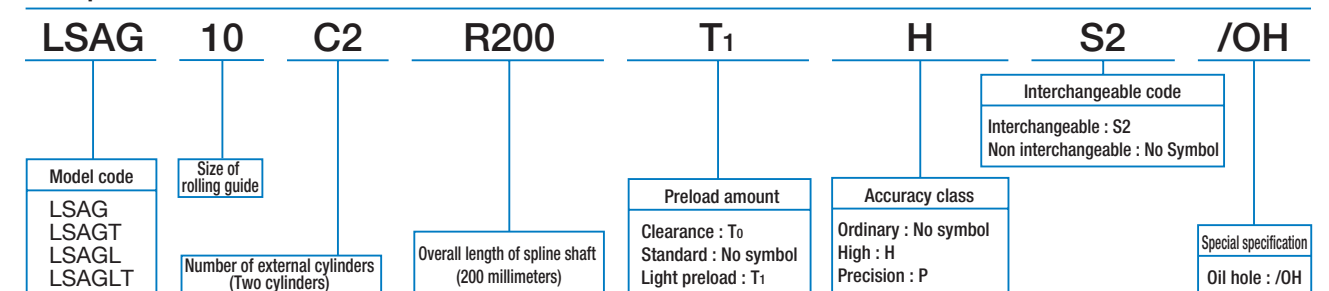 LSAG 10 C2 R200 T1 H S2 /OH
Interchangeable code
Interchangeable : S2
Non interchangeable : No Symbol
Model code
LSAG
LSAGT
LSAGL
LSAGLT
Size of
rolling guide
Number of external cylinders
(Two cylinders)
Overall length of spline shaft
(200 millimeters)
Preload amount
Clearance : T0
Standard : No symbol
Light preload : T1
Accuracy class
Ordinary : No symbol
High : H
Precision : P
Special specification
Oil hole : /OH